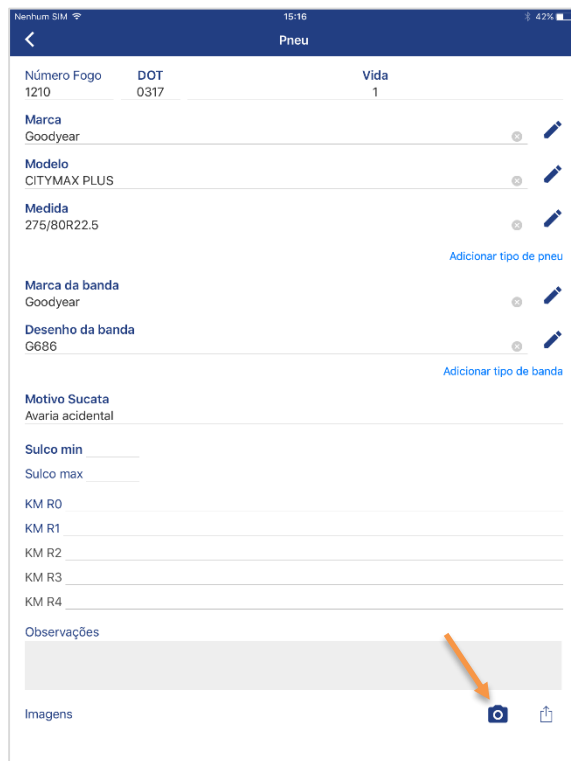 Nenhum SIM 15:16 42%
Pneu
Número Fogo DOT Vida
1210 0317 1
Marca
Goodyear
Modelo
CITYMAX PLUS
Medida
275/80R22.5
Adicionar tipo de pneu
Marca da banda
Goodyear
Desenho da banda
G686
Adicionar tipo de banda
Motivo Sucata
Avaria acidental
Sulco min
Sulco max
KM R0
KM R1
KM R2
KM R3
KM R4
Observações
Imagens